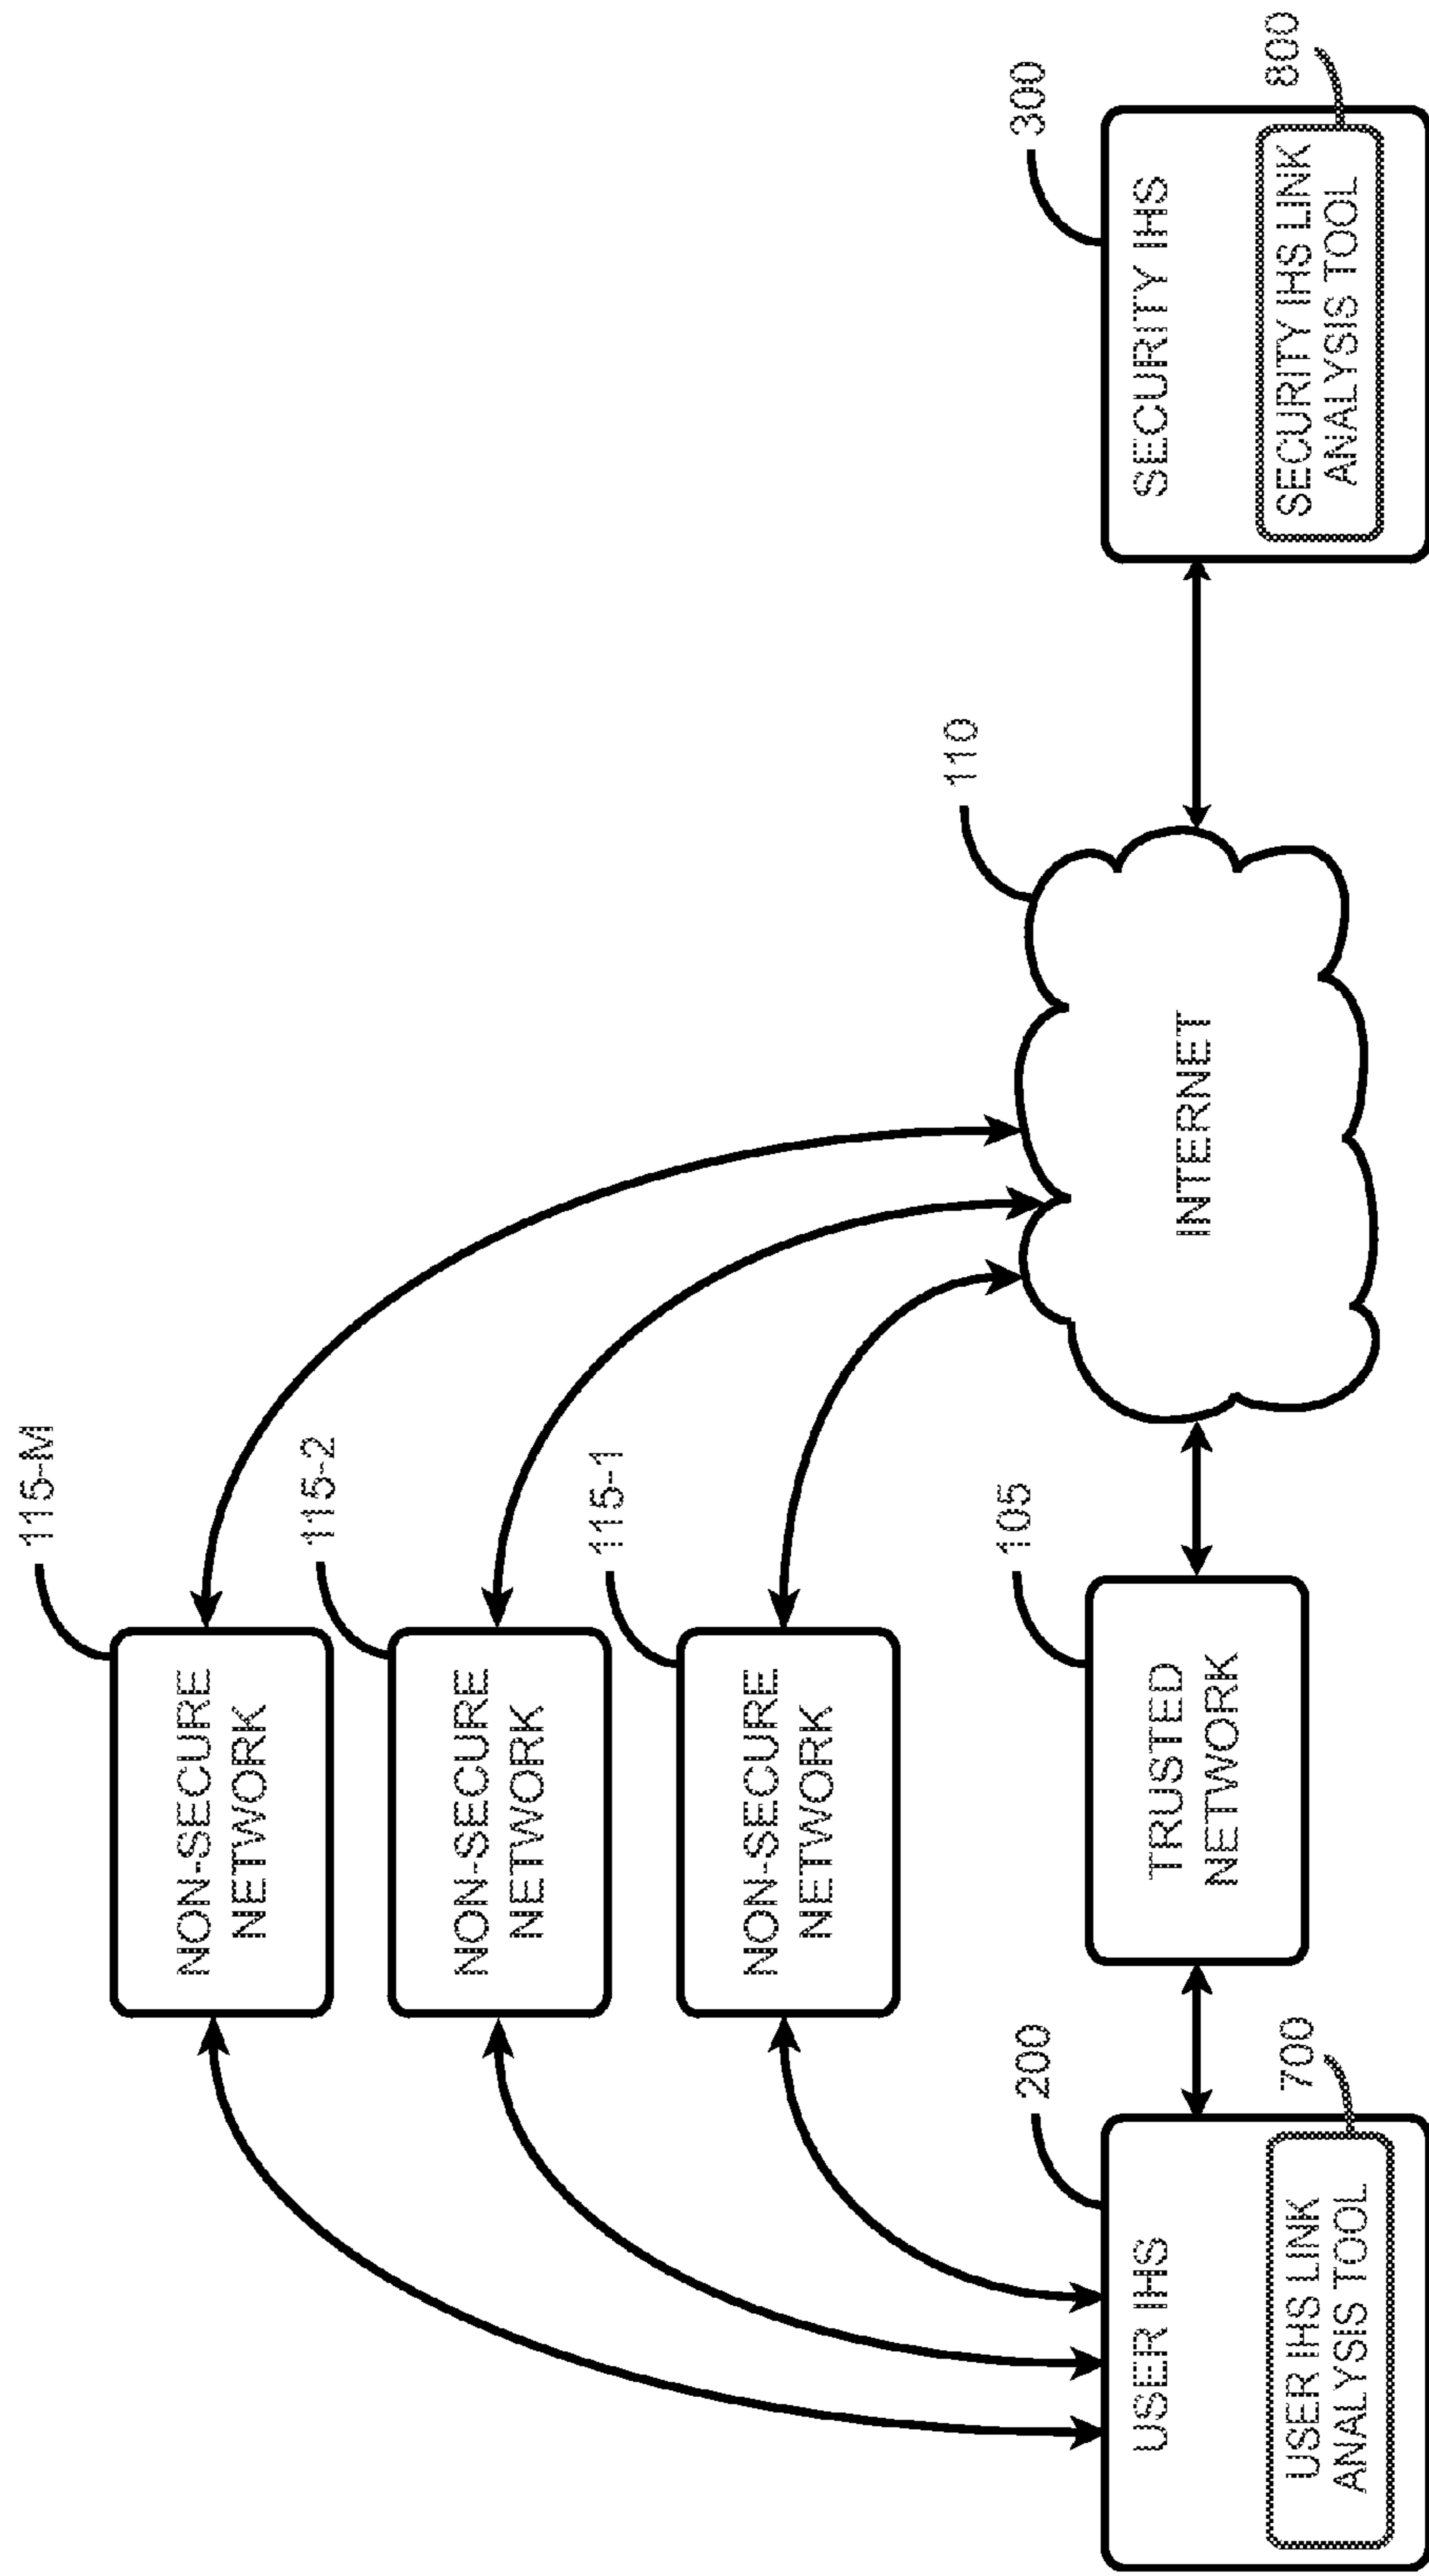 115-M
NON-SECURE
NETWORK
115-2
NON-SECURE
NETWORK
115-1
NON-SECURE
NETWORK
200
USER IHS
700
USER IHS LINK
ANALYSIS TOOL
105
TRUSTED
NETWORK
110
INTERNET
300
SECURITY IHS
800
SECURITY IHS LINK
ANALYSIS TOOL